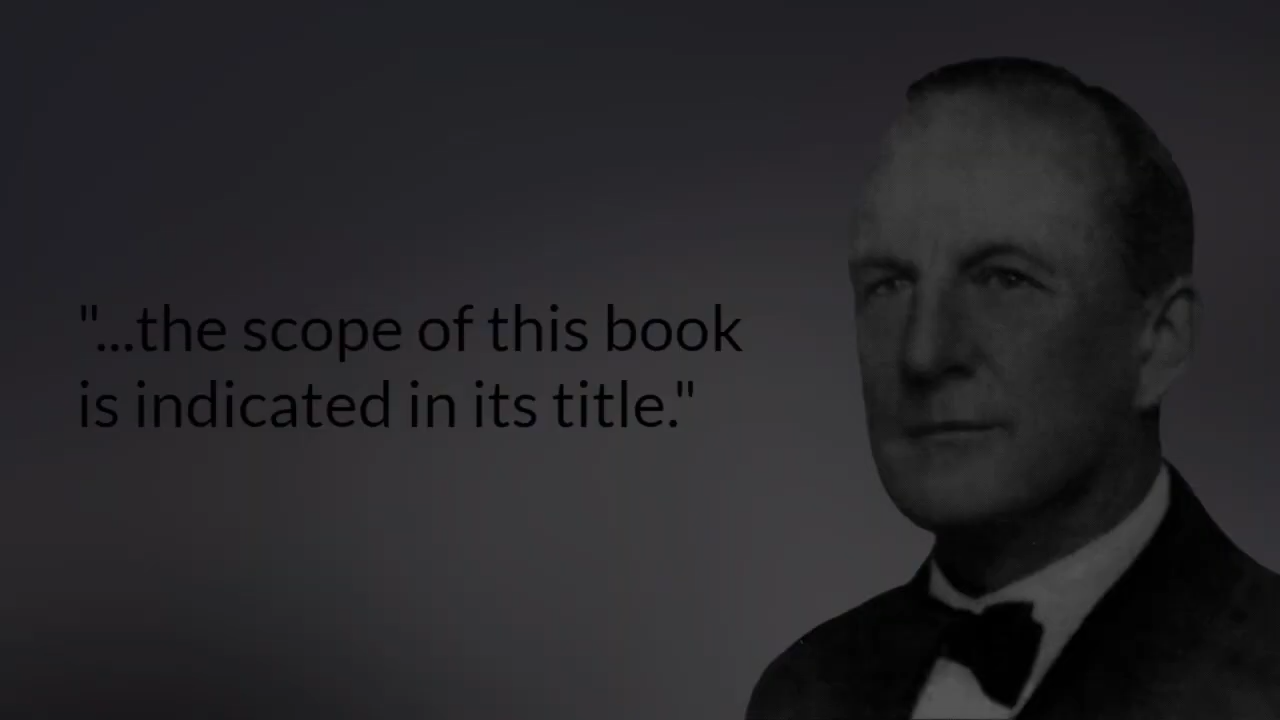 "...the scope of this book
is indicated in its title."